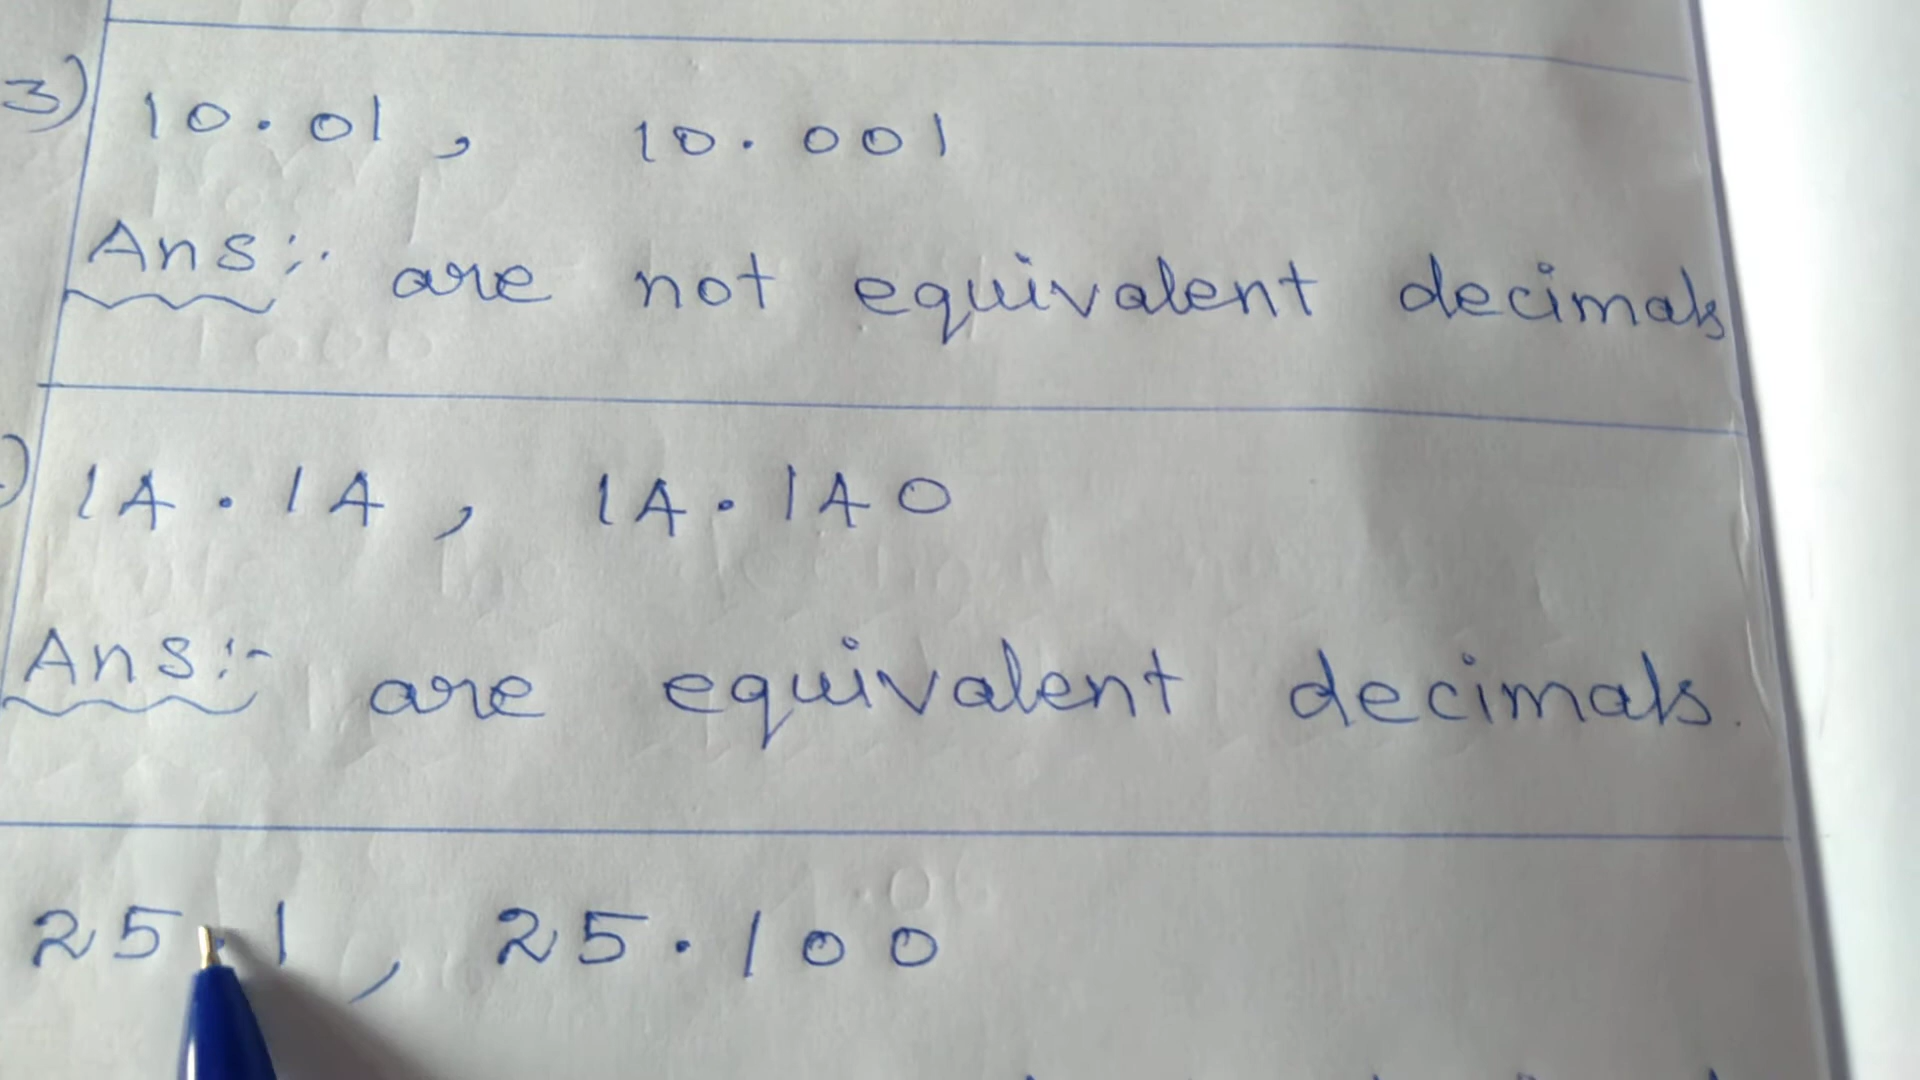 3) 10.01, 10.001
Ans:- are not equivalent decimals
) 14.14, 14.140
Ans:- are equivalent decimals.
25.1, 25.100